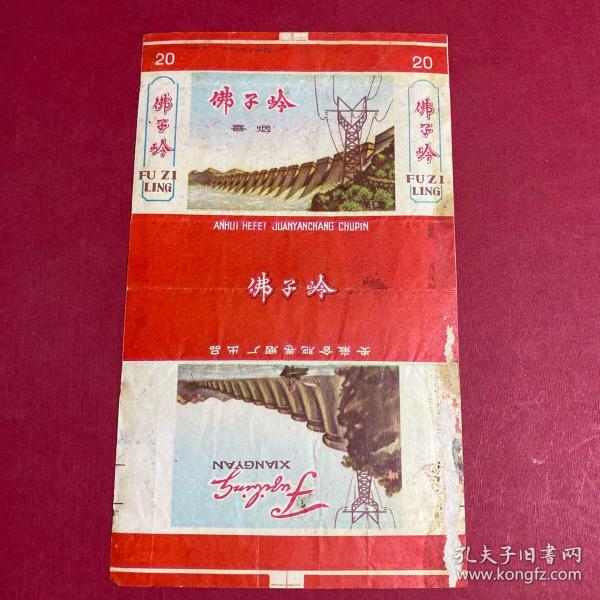 20
20
佛子岭
FU ZI
LING
佛子岭
香烟
佛子岭
FU ZI
LING
ANHUI HEFEI JUANYANCHANG CHUPIN
佛子岭
安徽合肥卷烟厂出品
Fuziling
XIANGYAN
孔夫子旧书网
www.kongfz.com